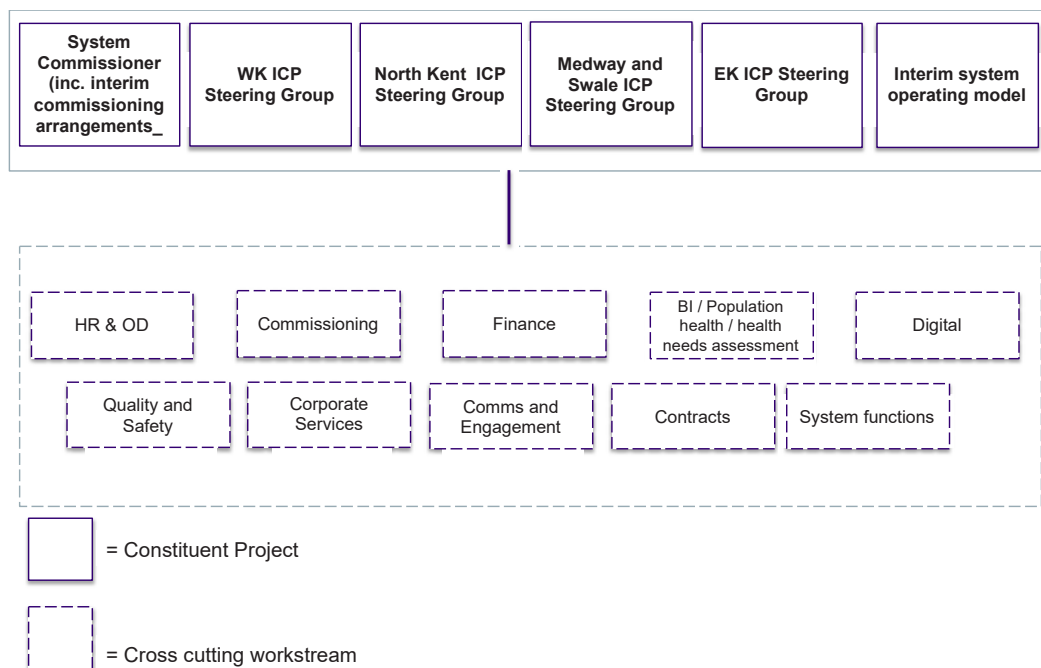 System
Commissioner
(inc. interim
commissioning
arrangements_
WK ICP
Steering Group
North Kent ICP
Steering Group
Medway and
Swale ICP
Steering Group
EK ICP Steering
Group
Interim system
operating model
HR & OD
Commissioning
Finance
BI / Population
health / health
needs assessment
Digital
Quality and
Safety
Corporate
Services
Comms and
Engagement
Contracts
System functions
= Constituent Project
= Cross cutting workstream